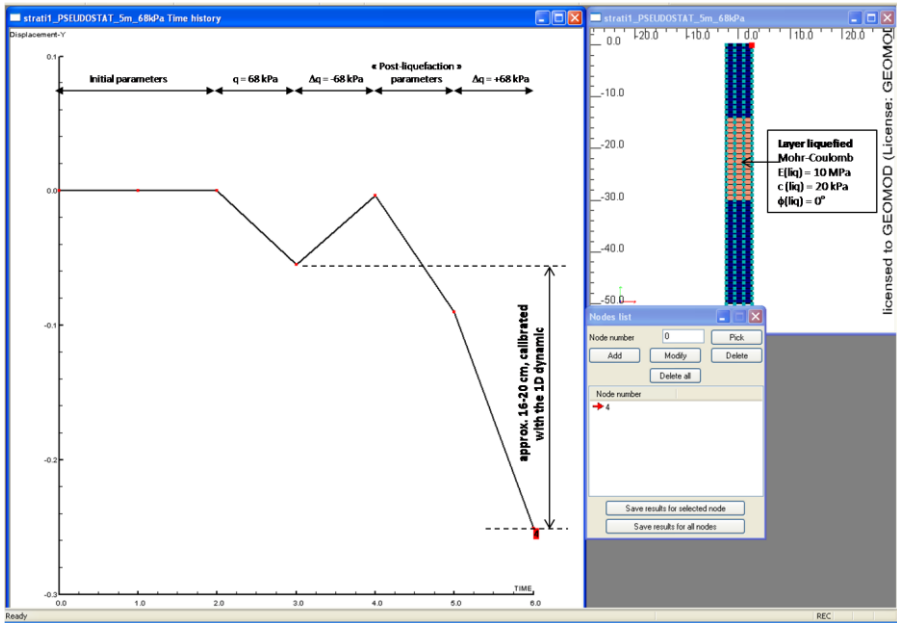 strati1_PSEUDOSTAT_5m_68kPa Time history
Displacement-Y
0.1
0.0
-0.1
-0.2
-0.3
Initial parameters
q = 68 kPa
Δq = -68 kPa
« Post-liquefaction »
parameters
Δq = +68 kPa
approx. 16-20 cm, calibrated
with the 1D dynamic
4
TIME
0.0 1.0 2.0 3.0 4.0 5.0 6.0
strati1_PSEUDOSTAT_5m_68kPa
-20.0 -10.0 0.0 10.0 20.0
0.0
-10.0
-20.0
-30.0
-40.0
-50.0
Layer liquefied
Mohr-Coulomb
E(liq) = 10 MPa
c (liq) = 20 kPa
ϕ(liq) = 0°
licensed to GEOMOD (License: GEOMOD
Nodes list
Node number 0 Pick
Add Modify Delete
Delete all
Node number
4
Save results for selected node
Save results for all nodes
Ready REC